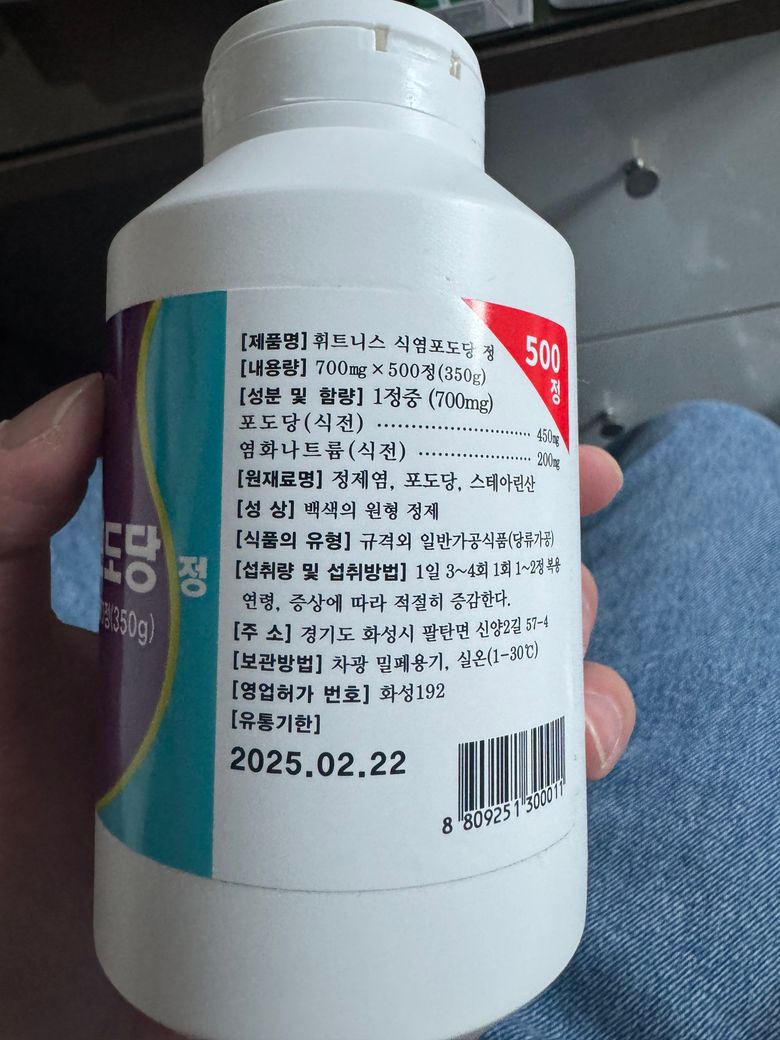 500
정
[제품명] 휘트니스 식염포도당 정
[내용량] 700mg × 500정(350g)
[성분 및 함량] 1정중 (700mg)
포도당(식전) ........................... 450mg
염화나트륨(식전) .................... 200mg
[원재료명] 정제염, 포도당, 스테아린산
[성 상] 백색의 원형 정제
[식품의 유형] 규격외 일반가공식품(당류가공)
[섭취량 및 섭취방법] 1일 3~4회 1회 1~2정 복용
연령, 증상에 따라 적절히 증감한다.
[주 소] 경기도 화성시 팔탄면 신양2길 57-4
[보관방법] 차광 밀폐용기, 실온(1-30℃)
[영업허가 번호] 화성192
[유통기한]
2025.02.22
8 809251 300011
도당 정
(350g)